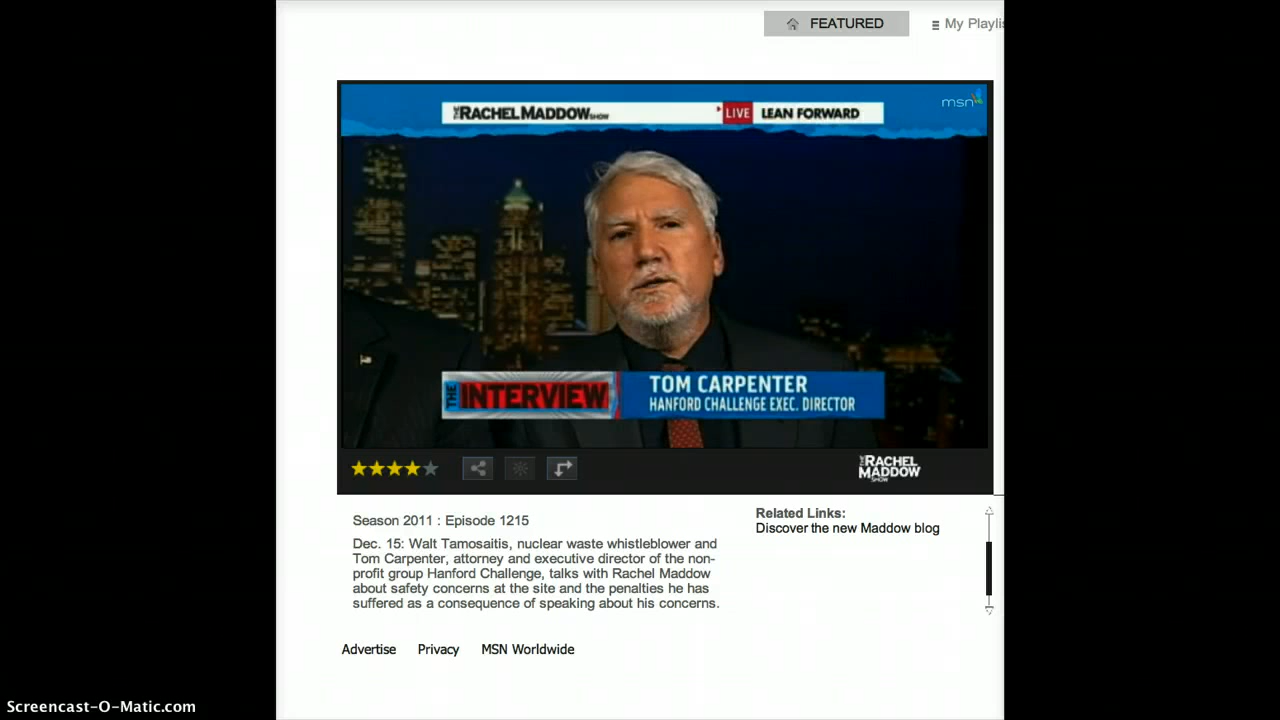 FEATURED
My Playlis
msn
THE RACHEL MADDOW SHOW
LIVE LEAN FORWARD
THE INTERVIEW
TOM CARPENTER
HANFORD CHALLENGE EXEC. DIRECTOR
THE RACHEL MADDOW SHOW
Season 2011 : Episode 1215
Dec. 15: Walt Tamosaitis, nuclear waste whistleblower and
Tom Carpenter, attorney and executive director of the non-
profit group Hanford Challenge, talks with Rachel Maddow
about safety concerns at the site and the penalties he has
suffered as a consequence of speaking about his concerns.
Related Links:
Discover the new Maddow blog
Advertise Privacy MSN Worldwide
Screencast-O-Matic.com